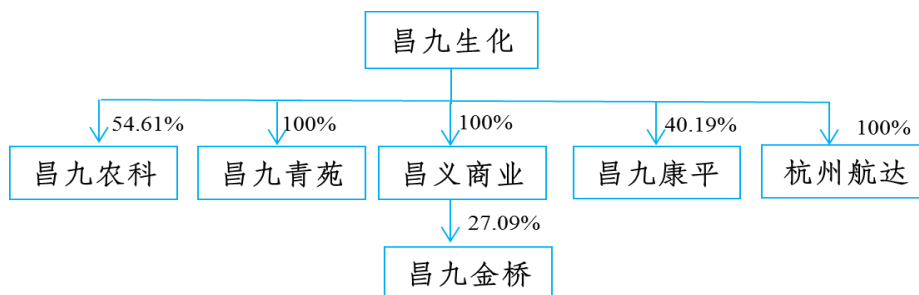 昌九生化
54.61%
100%
100%
40.19%
100%
昌九农科
昌九青苑
昌义商业
昌九康平
杭州航达
27.09%
昌九金桥